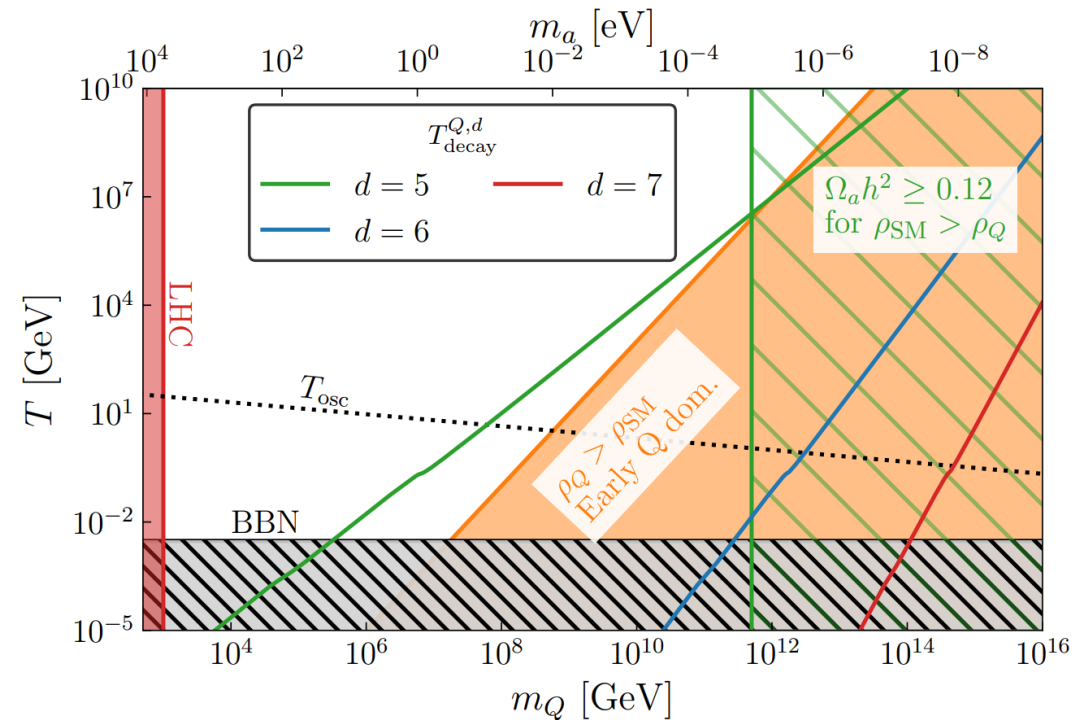 m_a [eV]
10^4 10^2 10^0 10^-2 10^-4 10^-6 10^-8
10^10
10^7
10^4
10^1
10^-2
10^-5
T [GeV]
T^{Q,d}_decay
d = 5
d = 6
d = 7
Ω_a h^2 ≥ 0.12
for ρ_SM > ρ_Q
LHC
T_osc
ρ_Q > ρ_SM
Early Q dom.
BBN
10^4 10^6 10^8 10^10 10^12 10^14 10^16
m_Q [GeV]